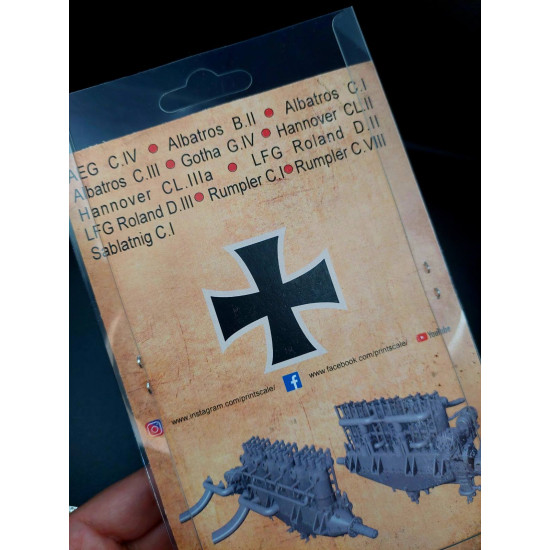 AEG C.IV ● Albatros B.II ● Albatros C.I
Albatros C.III ● Gotha G.IV ● Hannover CL.II
Hannover CL.IIIa ● LFG Roland D.II
LFG Roland D.III ● Rumpler C.I ● Rumpler C.VIII
Sablatnig C.I
www.instagram.com/printscale/
www.facebook.com/printscale/
YouTube